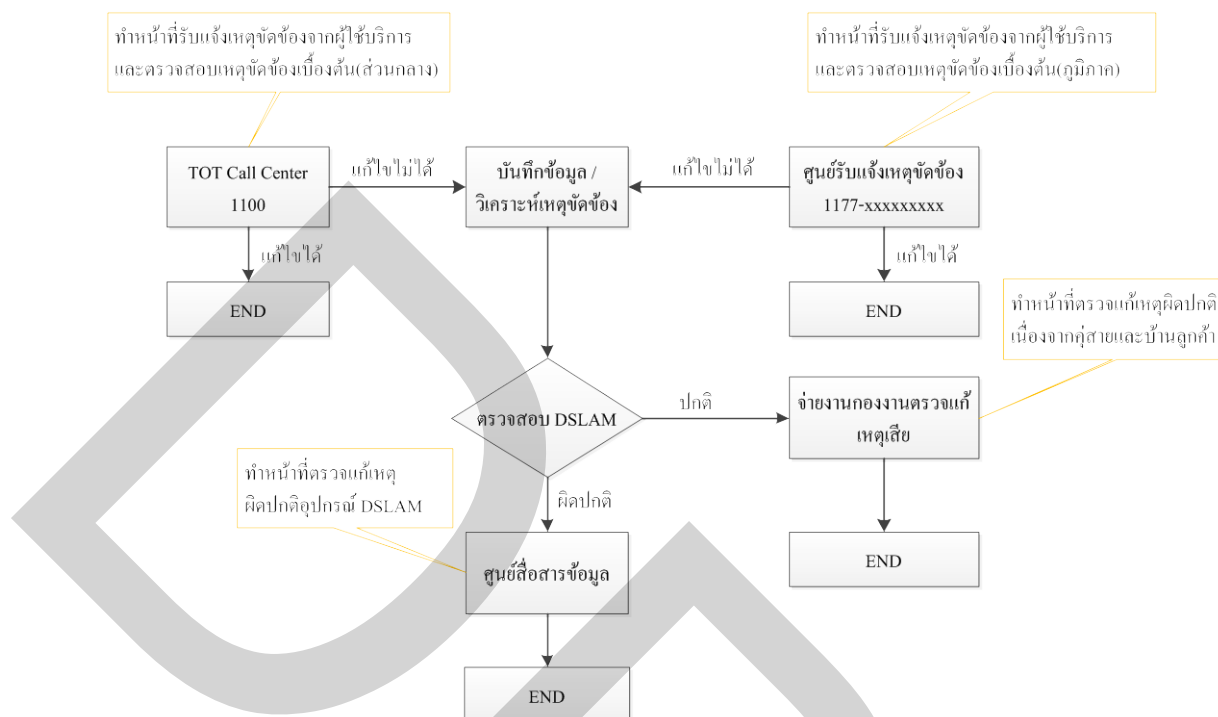 ทำหน้าที่รับแจ้งเหตุขัดข้องจากผู้ใช้บริการ
และตรวจสอบเหตุขัดข้องเบื้องต้น(ส่วนกลาง)
ทำหน้าที่รับแจ้งเหตุขัดข้องจากผู้ใช้บริการ
และตรวจสอบเหตุขัดข้องเบื้องต้น(ภูมิภาค)
TOT Call Center
1100
แก้ไขไม่ได้
บันทึกข้อมูล /
วิเคราะห์เหตุขัดข้อง
แก้ไขไม่ได้
ศูนย์รับแจ้งเหตุขัดข้อง
1177-xxxxxxxxx
แก้ไขได้
แก้ไขได้
END
END
ทำหน้าที่ตรวจแก้เหตุผิดปกติ
เนื่องจากคู่สายและบ้านลูกค้า
ตรวจสอบ DSLAM
ปกติ
จ่ายงานกองงานตรวจแก้
เหตุเสีย
ทำหน้าที่ตรวจแก้เหตุ
ผิดปกติอุปกรณ์ DSLAM
ผิดปกติ
ศูนย์สื่อสารข้อมูล
END
END